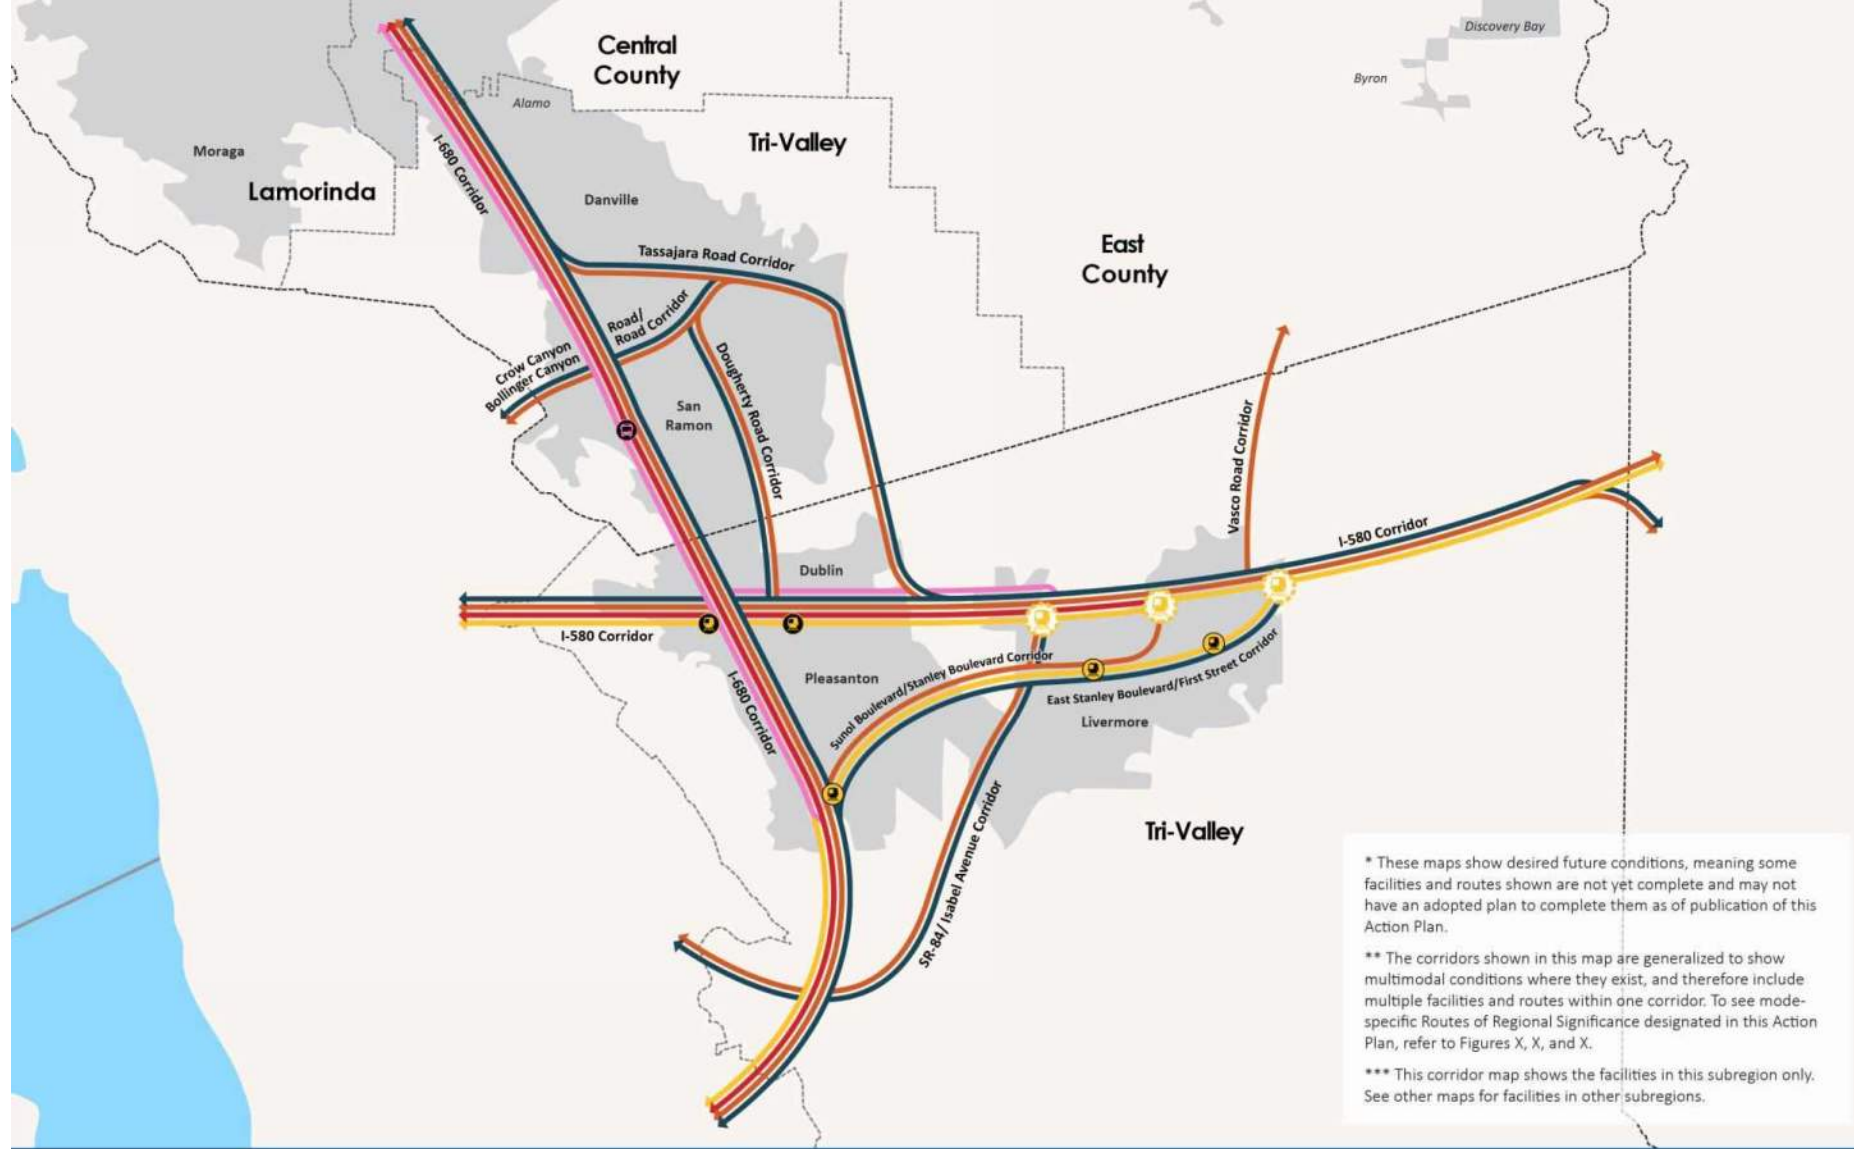 Central
County
Discovery Bay
Byron
Alamo
Tri-Valley
Moraga
Lamorinda
I-680 Corridor
Danville
East
County
Tassajara Road Corridor
Crow Canyon Road/
Bollinger Canyon Road Corridor
Dougherty Road Corridor
San
Ramon
Vasco Road Corridor
I-580 Corridor
Dublin
I-580 Corridor
Pleasanton
I-680 Corridor
Sunol Boulevard/Stanley Boulevard Corridor
East Stanley Boulevard/First Street Corridor
Livermore
SR-84/ Isabel Avenue Corridor
Tri-Valley
* These maps show desired future conditions, meaning some
facilities and routes shown are not yet complete and may not
have an adopted plan to complete them as of publication of this
Action Plan.
** The corridors shown in this map are generalized to show
multimodal conditions where they exist, and therefore include
multiple facilities and routes within one corridor. To see mode-
specific Routes of Regional Significance designated in this Action
Plan, refer to Figures X, X, and X.
*** This corridor map shows the facilities in this subregion only.
See other maps for facilities in other subregions.